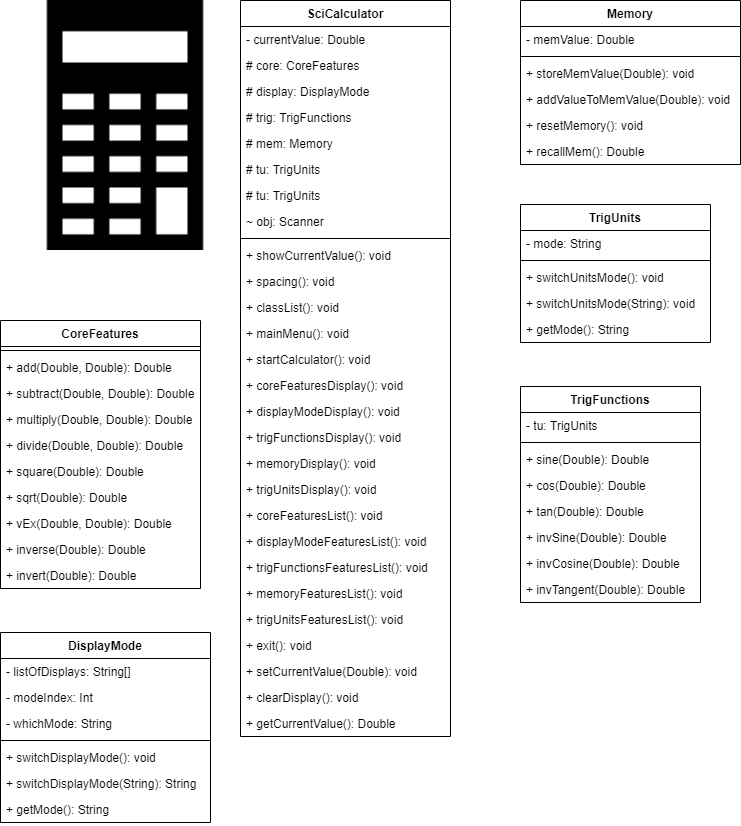 SciCalculator
- currentValue: Double
# core: CoreFeatures
# display: DisplayMode
# trig: TrigFunctions
# mem: Memory
# tu: TrigUnits
# tu: TrigUnits
~ obj: Scanner
+ showCurrentValue(): void
+ spacing(): void
+ classList(): void
+ mainMenu(): void
+ startCalculator(): void
+ coreFeaturesDisplay(): void
+ displayModeDisplay(): void
+ trigFunctionsDisplay(): void
+ memoryDisplay(): void
+ trigUnitsDisplay(): void
+ coreFeaturesList(): void
+ displayModeFeaturesList(): void
+ trigFunctionsFeaturesList(): void
+ memoryFeaturesList(): void
+ trigUnitsFeaturesList(): void
+ exit(): void
+ setCurrentValue(Double): void
+ clearDisplay(): void
+ getCurrentValue(): Double
Memory
- memValue: Double
+ storeMemValue(Double): void
+ addValueToMemValue(Double): void
+ resetMemory(): void
+ recallMem(): Double
TrigUnits
- mode: String
+ switchUnitsMode(): void
+ switchUnitsMode(String): void
+ getMode(): String
CoreFeatures
+ add(Double, Double): Double
+ subtract(Double, Double): Double
+ multiply(Double, Double): Double
+ divide(Double, Double): Double
+ square(Double): Double
+ sqrt(Double): Double
+ vEx(Double, Double): Double
+ inverse(Double): Double
+ invert(Double): Double
TrigFunctions
- tu: TrigUnits
+ sine(Double): Double
+ cos(Double): Double
+ tan(Double): Double
+ invSine(Double): Double
+ invCosine(Double): Double
+ invTangent(Double): Double
DisplayMode
- listOfDisplays: String[]
- modeIndex: Int
- whichMode: String
+ switchDisplayMode(): void
+ switchDisplayMode(String): String
+ getMode(): String